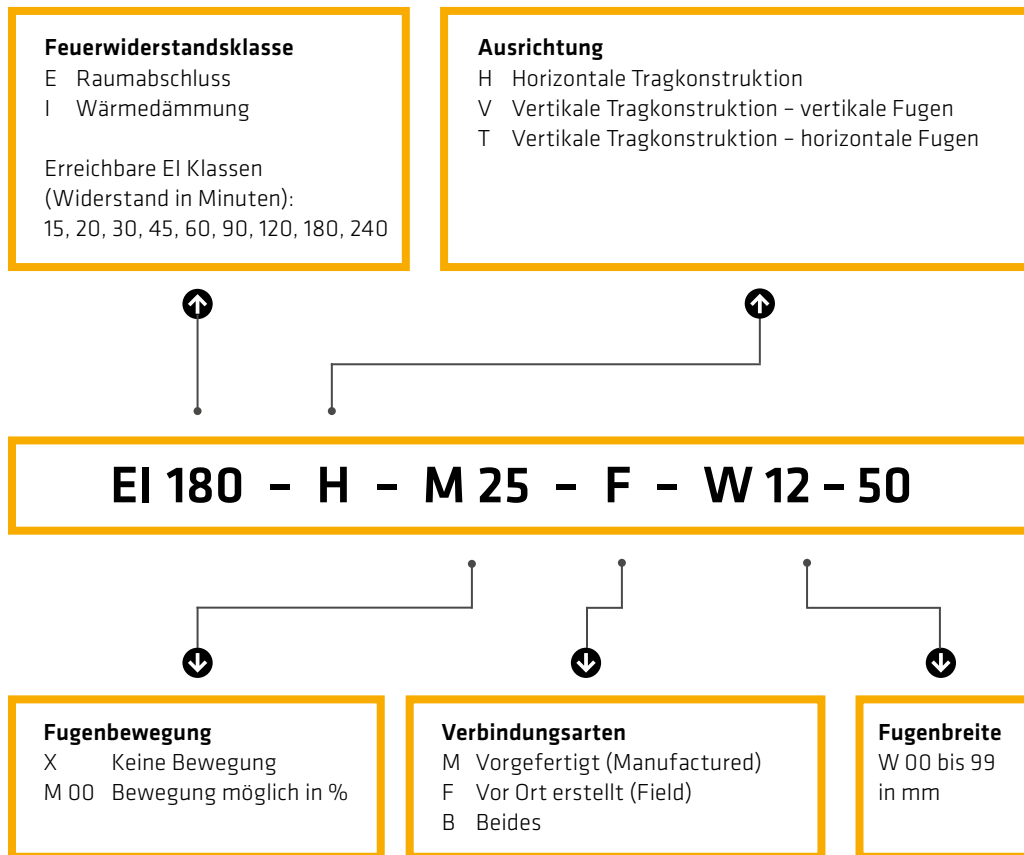 Feuerwiderstandsklasse
E Raumabschluss
I Wärmedämmung
Erreichbare EI Klassen
(Widerstand in Minuten):
15, 20, 30, 45, 60, 90, 120, 180, 240
Ausrichtung
H Horizontale Tragkonstruktion
V Vertikale Tragkonstruktion – vertikale Fugen
T Vertikale Tragkonstruktion – horizontale Fugen
EI 180 – H – M 25 – F – W 12 – 50
Fugenbewegung
X Keine Bewegung
M 00 Bewegung möglich in %
Verbindungsarten
M Vorgefertigt (Manufactured)
F Vor Ort erstellt (Field)
B Beides
Fugenbreite
W 00 bis 99
in mm